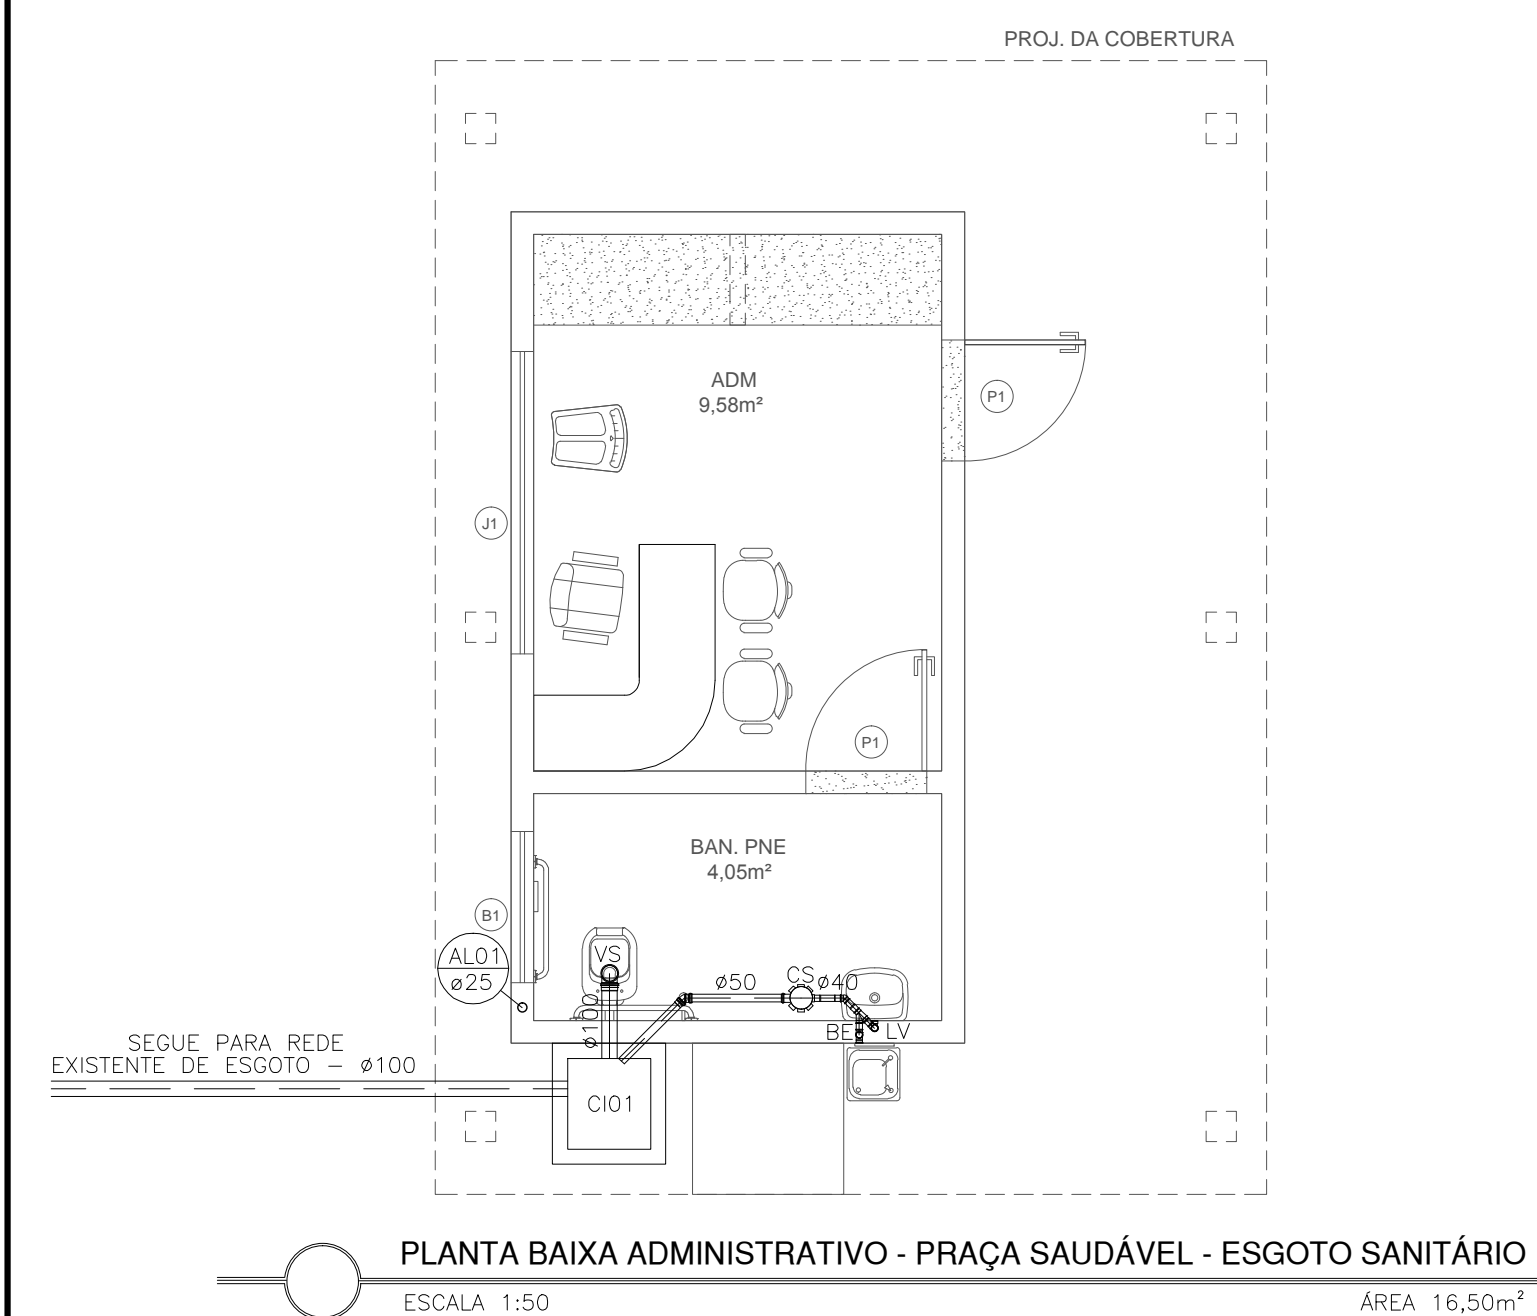 PROJ. DA COBERTURA
ADM
9,58m²
P1
J1
P1
BAN. PNE
4,05m²
B1
AL01
ø25
VS
ø50
CS
ø40
ø100
BE
LV
SEGUE PARA REDE
EXISTENTE DE ESGOTO – ø100
CI01
PLANTA BAIXA ADMINISTRATIVO - PRAÇA SAUDÁVEL - ESGOTO SANITÁRIO
ESCALA 1:50
ÁREA 16,50m²